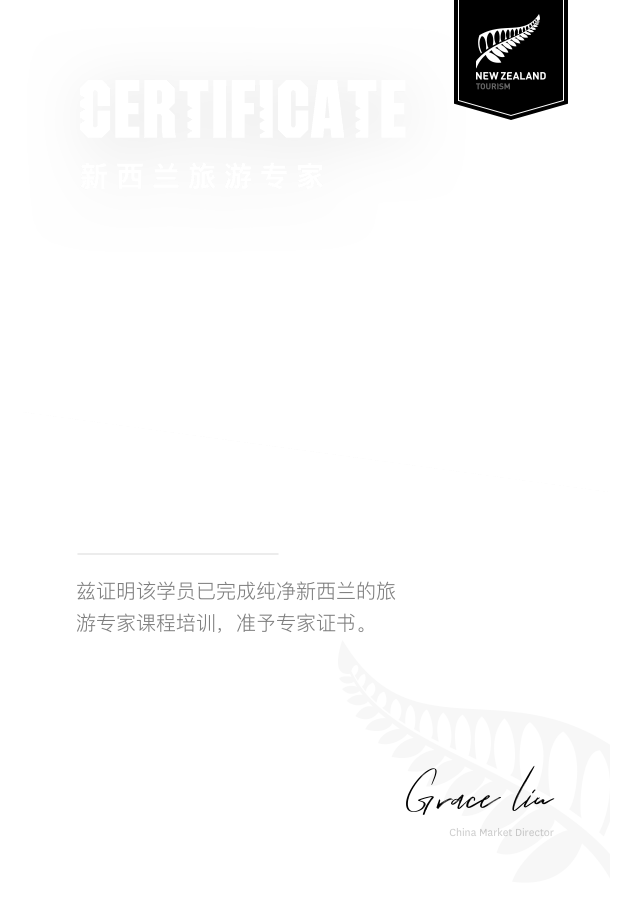 NEW ZEALAND
TOURISM
CERTIFICATE
新西兰旅游专家
兹证明该学员已完成纯净新西兰的旅
游专家课程培训，准予专家证书。
Grace Liu
China Market Director